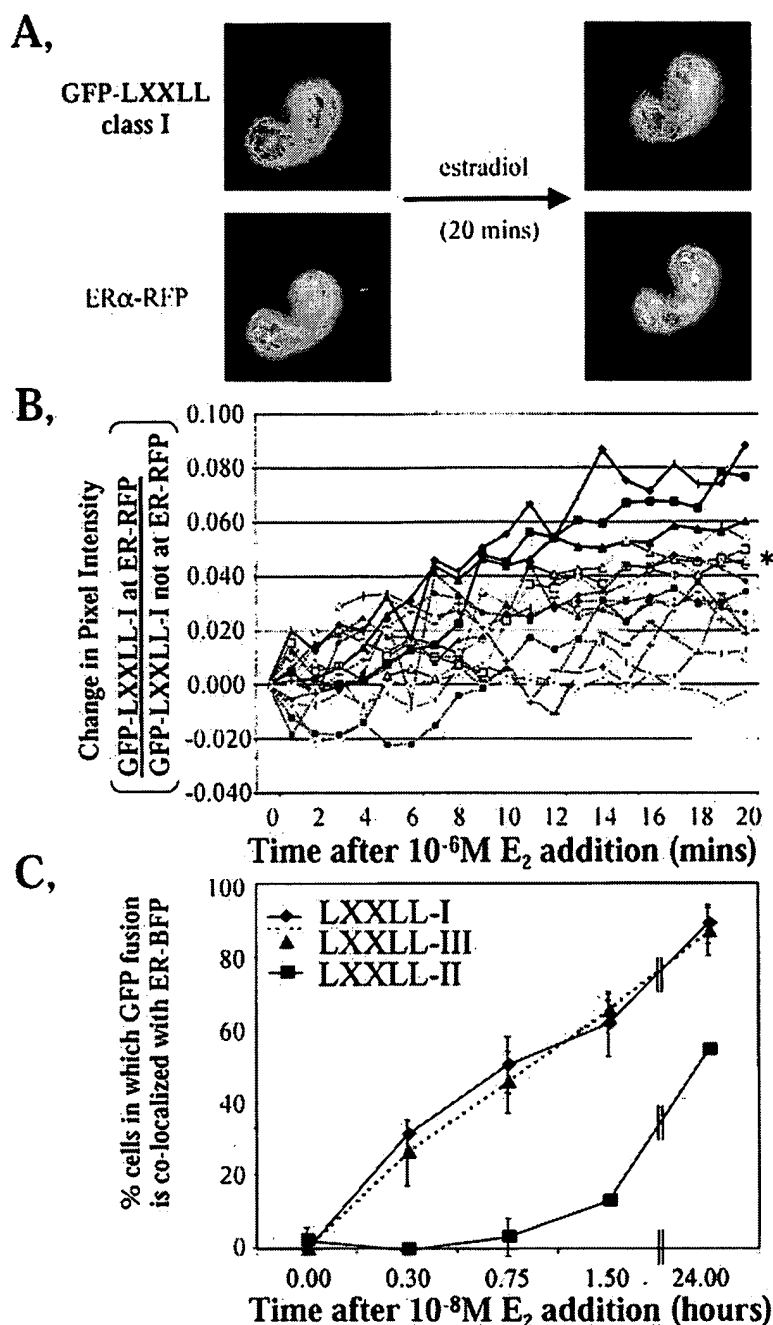 A,
GFP-LXXLL
class I
estradiol
(20 mins)
ERα-RFP
B,
Change in Pixel Intensity
GFP-LXXLL-I at ER-RFP
GFP-LXXLL-I not at ER-RFP
0.100
0.080
0.060
0.040
0.020
0.000
-0.020
-0.040
*
0 2 4 6 8 10 12 14 16 18 20
Time after 10⁻⁶M E₂ addition (mins)
C,
% cells in which GFP fusion
is co-localized with ER-BFP
100
80
60
40
20
0
LXXLL-I
LXXLL-III
LXXLL-II
0.00 0.30 0.75 1.50 24.00
Time after 10⁻⁸M E₂ addition (hours)